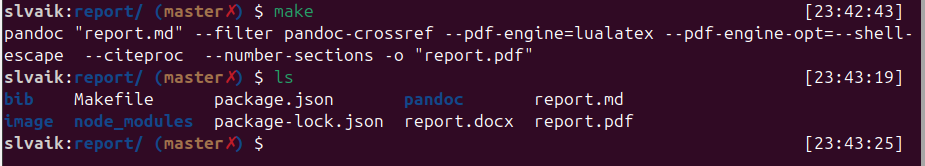 slvaik:report/ (master✗) $ make [23:42:43]
pandoc "report.md" --filter pandoc-crossref --pdf-engine=lualatex --pdf-engine-opt=--shell-
escape  --citeproc  --number-sections -o "report.pdf"
slvaik:report/ (master✗) $ ls [23:43:19]
bib Makefile package.json pandoc report.md
image node_modules package-lock.json report.docx report.pdf
slvaik:report/ (master✗) $ [23:43:25]